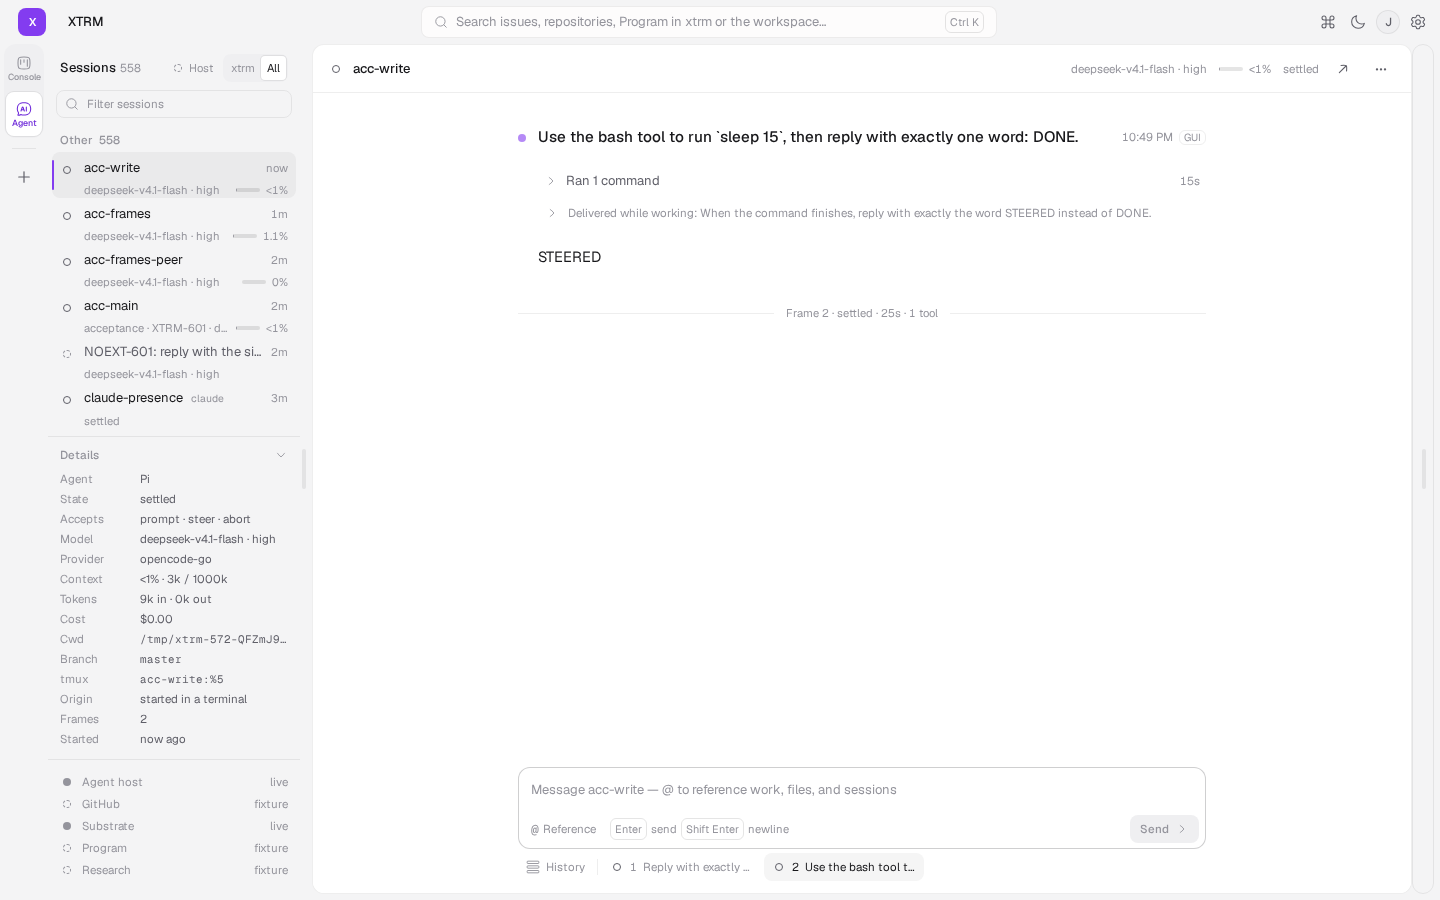 X XTRM
Search issues, repositories, Program in xtrm or the workspace... Ctrl K
J
Console
AI
Agent
Sessions 558 Host xtrm All
Filter sessions
Other 558
acc-write now
deepseek-v4.1-flash · high <1%
acc-frames 1m
deepseek-v4.1-flash · high 1.1%
acc-frames-peer 2m
deepseek-v4.1-flash · high 0%
acc-main 2m
acceptance · XTRM-601 · d... <1%
NOEXT-601: reply with the si... 2m
deepseek-v4.1-flash · high
claude-presence claude 3m
settled
Details
Agent Pi
State settled
Accepts prompt · steer · abort
Model deepseek-v4.1-flash · high
Provider opencode-go
Context <1% · 3k / 1000k
Tokens 9k in · 0k out
Cost $0.00
Cwd /tmp/xtrm-572-QFZmJ9...
Branch master
tmux acc-write:%5
Origin started in a terminal
Frames 2
Started now ago
Agent host live
GitHub fixture
Substrate live
Program fixture
Research fixture
acc-write deepseek-v4.1-flash · high <1% settled
Use the bash tool to run `sleep 15`, then reply with exactly one word: DONE. 10:49 PM GUI
Ran 1 command 15s
Delivered while working: When the command finishes, reply with exactly the word STEERED instead of DONE.
STEERED
Frame 2 · settled · 25s · 1 tool
Message acc-write — @ to reference work, files, and sessions
@ Reference Enter send Shift Enter newline Send
History 1 Reply with exactly ... 2 Use the bash tool t...